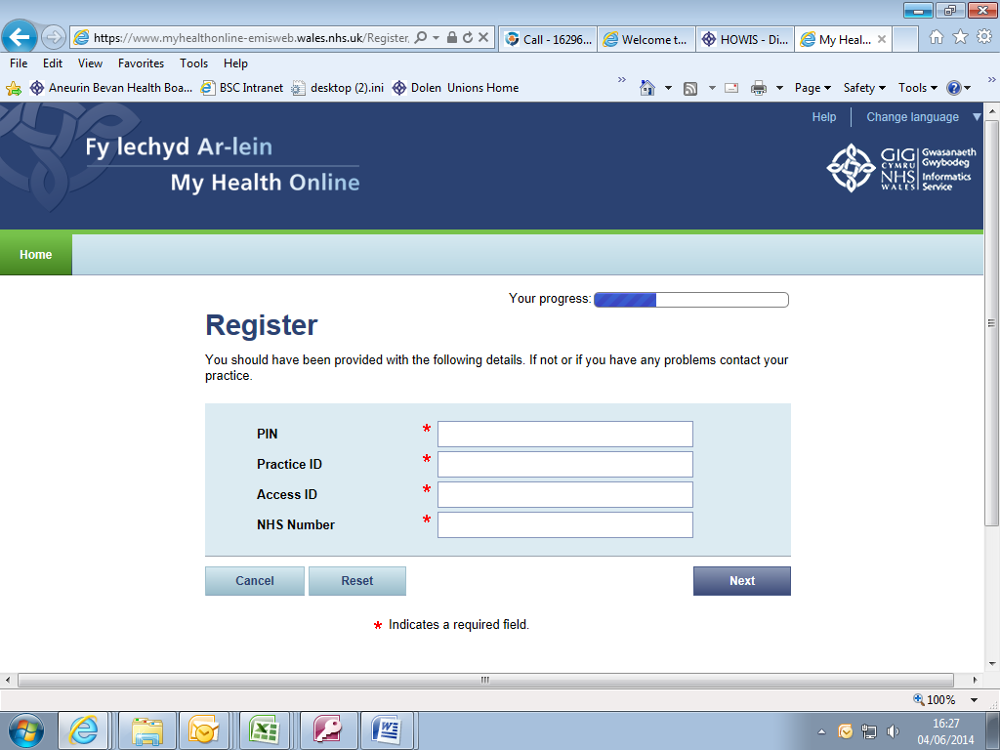 https://www.myhealthonline-emisweb.wales.nhs.uk/Register,
Call - 16296...
Welcome t...
HOWIS - Di...
My Heal...
File Edit View Favorites Tools Help
Aneurin Bevan Health Boa... BSC Intranet desktop (2).ini Dolen Unions Home
Page Safety Tools
Help Change language
Fy Iechyd Ar-lein
My Health Online
GIG
CYMRU
NHS
WALES
Gwasanaeth
Gwybodeg
Informatics
Service
Home
Your progress:
Register
You should have been provided with the following details. If not or if you have any problems contact your
practice.
PIN *
Practice ID *
Access ID *
NHS Number *
Cancel Reset Next
* Indicates a required field.
100%
16:27
04/06/2014